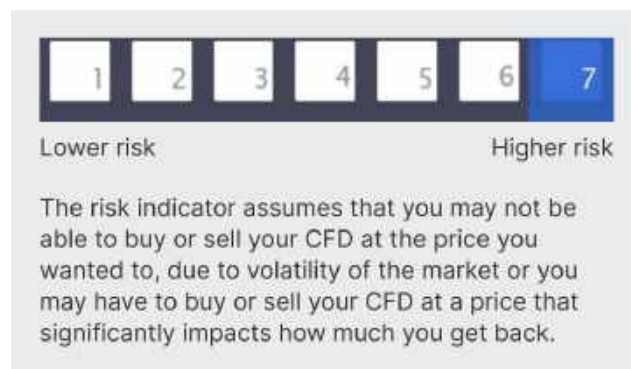 1 2 3 4 5 6 7
Lower risk Higher risk
The risk indicator assumes that you may not be
able to buy or sell your CFD at the price you
wanted to, due to volatility of the market or you
may have to buy or sell your CFD at a price that
significantly impacts how much you get back.